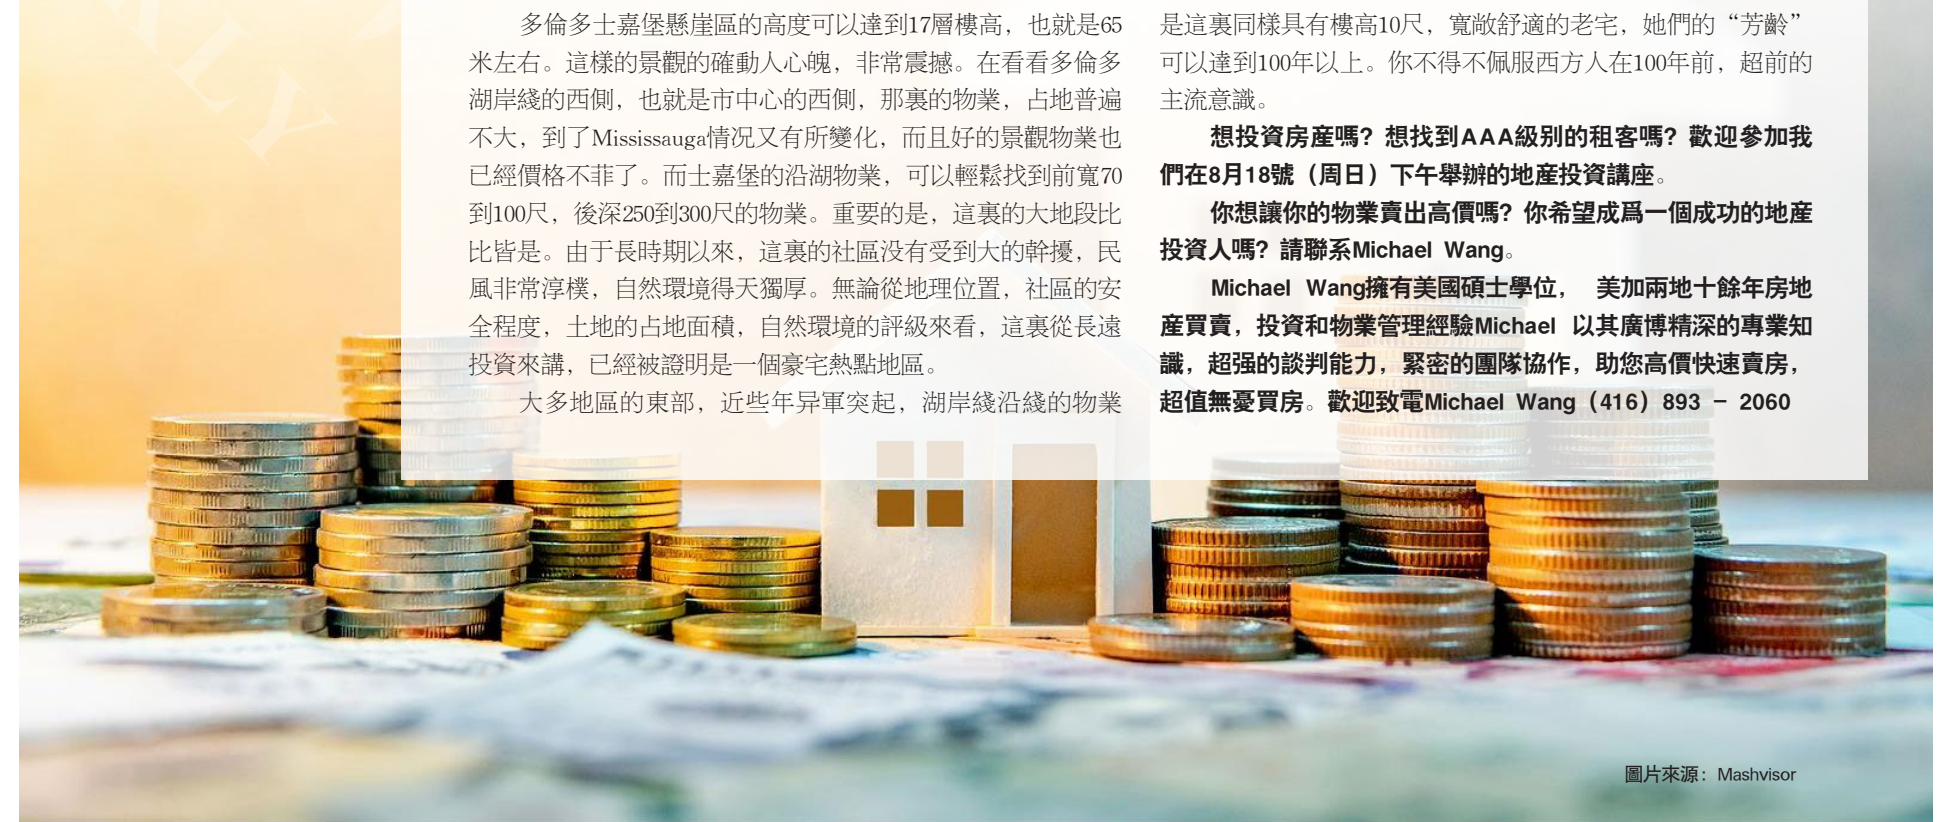 KLY
多倫多士嘉堡懸崖區的高度可以達到17層樓高，也就是65
米左右。這樣的景觀的確動人心魄，非常震撼。在看看多倫多
湖岸綫的西側，也就是市中心的西側，那裏的物業，占地普遍
不大，到了Mississauga情况又有所變化，而且好的景觀物業也
已經價格不菲了。而士嘉堡的沿湖物業，可以輕鬆找到前寬70
到100尺，後深250到300尺的物業。重要的是，這裏的大地段比
比皆是。由于長時期以來，這裏的社區没有受到大的幹擾，民
風非常淳樸，自然環境得天獨厚。無論從地理位置，社區的安
全程度，土地的占地面積，自然環境的評級來看，這裏從長遠
投資來講，已經被證明是一個豪宅熱點地區。
大多地區的東部，近些年异軍突起，湖岸綫沿綫的物業
是這裏同樣具有樓高10尺，寬敞舒適的老宅，她們的“芳齡”
可以達到100年以上。你不得不佩服西方人在100年前，超前的
主流意識。
想投資房産嗎？想找到AAA級别的租客嗎？歡迎參加我
們在8月18號（周日）下午舉辦的地産投資講座。
你想讓你的物業賣出高價嗎？你希望成爲一個成功的地産
投資人嗎？請聯系Michael Wang。
Michael Wang擁有美國碩士學位， 美加兩地十餘年房地
産買賣，投資和物業管理經驗Michael 以其廣博精深的專業知
識，超强的談判能力，緊密的團隊協作，助您高價快速賣房，
超值無憂買房。歡迎致電Michael Wang（416）893 － 2060
圖片來源：Mashvisor